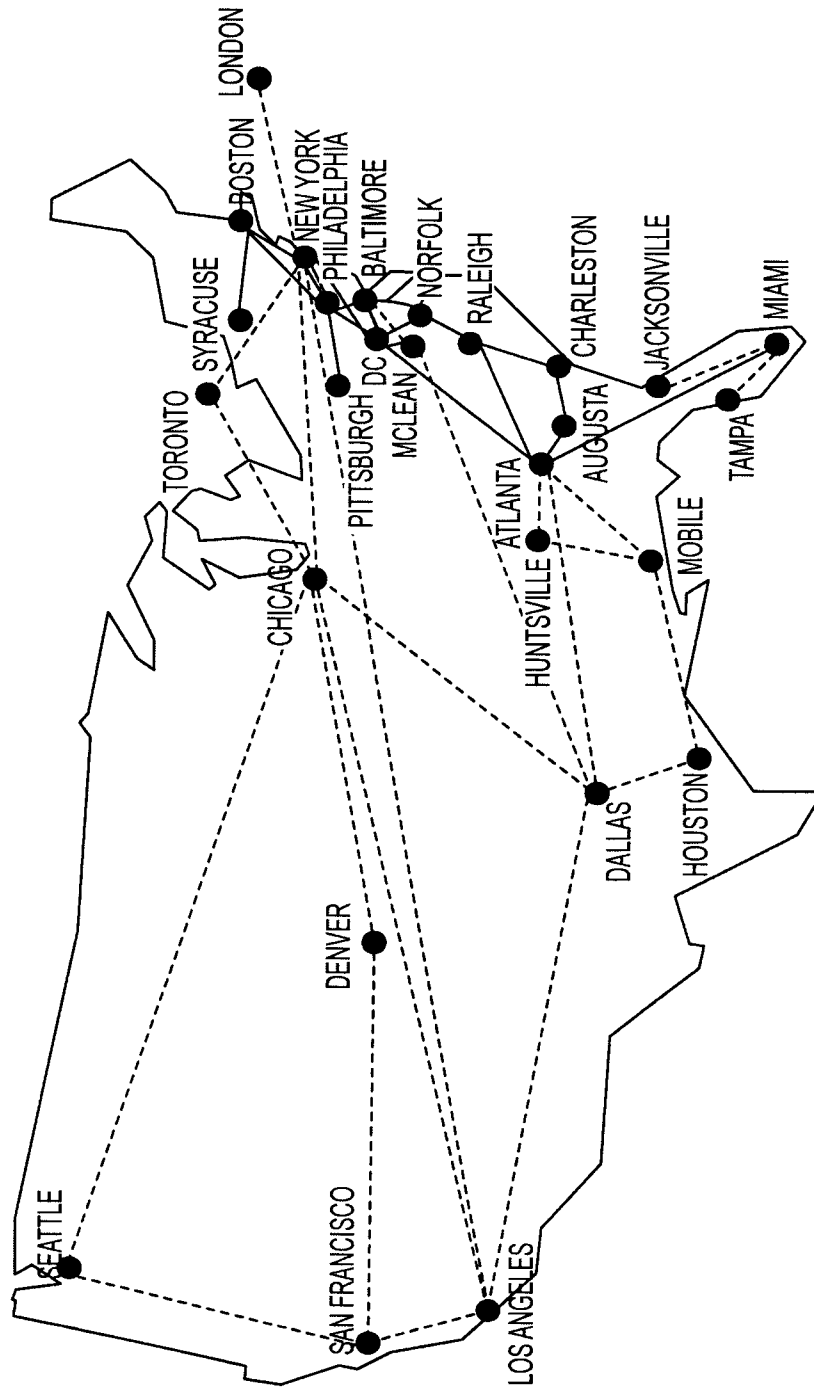 SEATTLE
SAN FRANCISCO
LOS ANGELES
DENVER
DALLAS
HOUSTON
CHICAGO
HUNTSVILLE
MOBILE
ATLANTA
AUGUSTA
TAMPA
MIAMI
JACKSONVILLE
CHARLESTON
RALEIGH
NORFOLK
MCLEAN
DC
BALTIMORE
PITTSBURGH
PHILADELPHIA
NEW YORK
TORONTO
SYRACUSE
BOSTON
LONDON